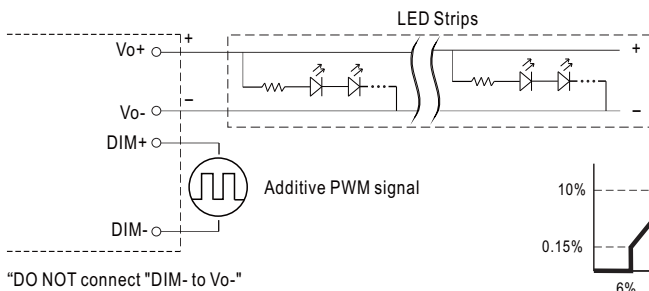 LED Strips
Vo+ + +
Vo- − −
DIM+
Additive PWM signal
DIM-
10%
0.15%
6%
“DO NOT connect "DIM- to Vo-"